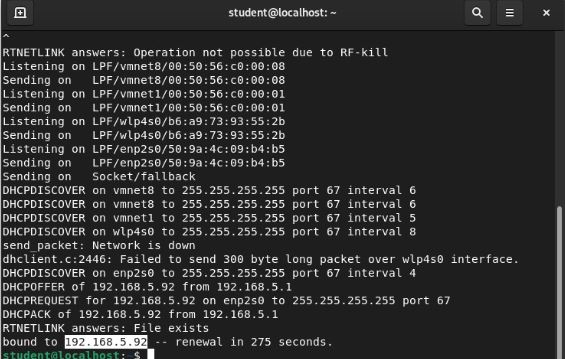 student@localhost: ~
^
RTNETLINK answers: Operation not possible due to RF-kill
Listening on LPF/vmnet8/00:50:56:c0:00:08
Sending on   LPF/vmnet8/00:50:56:c0:00:08
Listening on LPF/vmnet1/00:50:56:c0:00:01
Sending on   LPF/vmnet1/00:50:56:c0:00:01
Listening on LPF/wlp4s0/b6:a9:73:93:55:2b
Sending on   LPF/wlp4s0/b6:a9:73:93:55:2b
Listening on LPF/enp2s0/50:9a:4c:09:b4:b5
Sending on   LPF/enp2s0/50:9a:4c:09:b4:b5
Sending on   Socket/fallback
DHCPDISCOVER on vmnet8 to 255.255.255.255 port 67 interval 6
DHCPDISCOVER on vmnet8 to 255.255.255.255 port 67 interval 6
DHCPDISCOVER on vmnet1 to 255.255.255.255 port 67 interval 5
DHCPDISCOVER on wlp4s0 to 255.255.255.255 port 67 interval 8
send_packet: Network is down
dhclient.c:2446: Failed to send 300 byte long packet over wlp4s0 interface.
DHCPDISCOVER on enp2s0 to 255.255.255.255 port 67 interval 4
DHCPOFFER of 192.168.5.92 from 192.168.5.1
DHCPREQUEST for 192.168.5.92 on enp2s0 to 255.255.255.255 port 67
DHCPACK of 192.168.5.92 from 192.168.5.1
RTNETLINK answers: File exists
bound to 192.168.5.92 -- renewal in 275 seconds.
student@localhost:~$